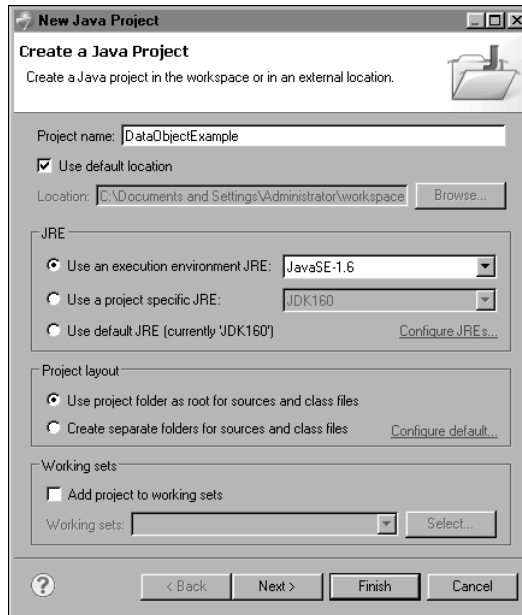 New Java Project
Create a Java Project
Create a Java project in the workspace or in an external location.
Project name: DataObjectExample
Use default location
Location: C:\Documents and Settings\Administrator\workspace Browse...
JRE
Use an execution environment JRE: JavaSE-1.6
Use a project specific JRE: JDK160
Use default JRE (currently 'JDK160') Configure JREs...
Project layout
Use project folder as root for sources and class files
Create separate folders for sources and class files Configure default...
Working sets
Add project to working sets
Working sets: Select...
? < Back Next > Finish Cancel